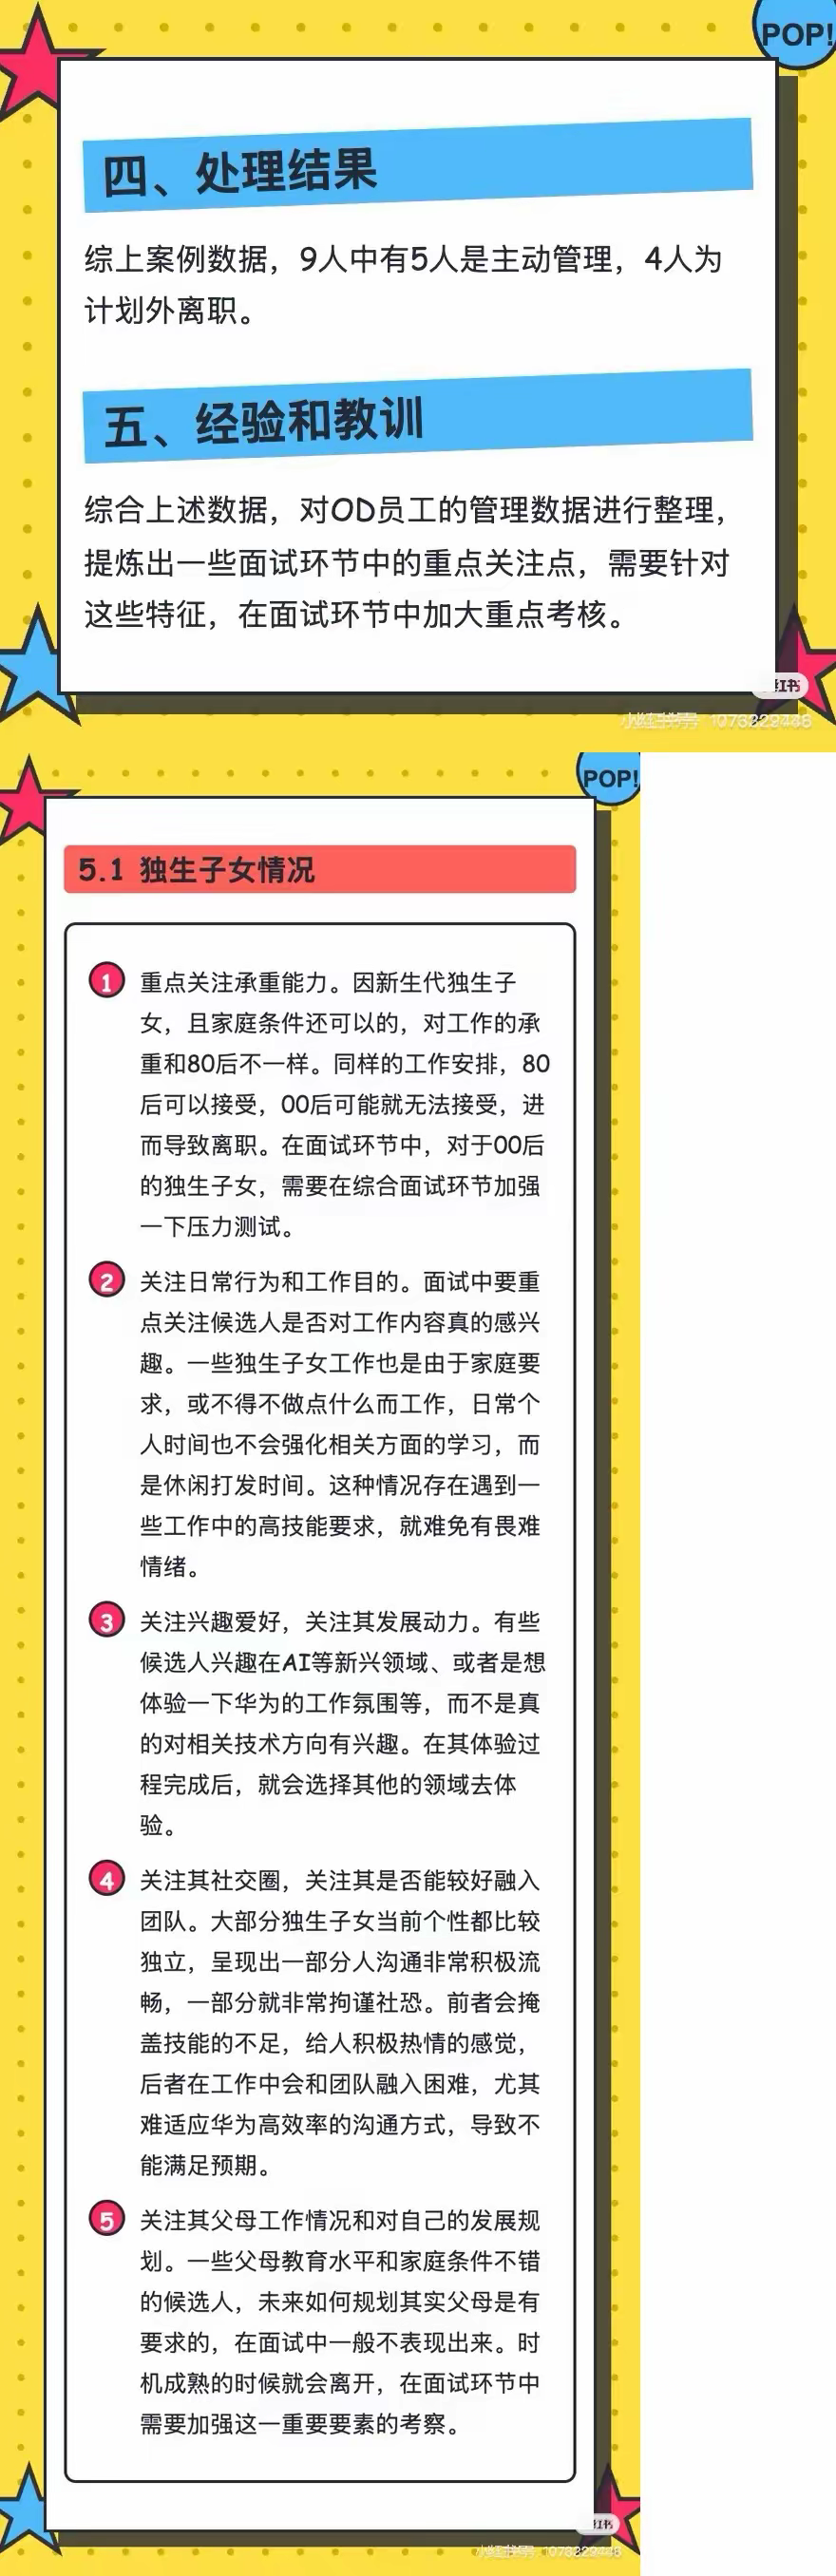 POP!
四、处理结果
综上案例数据，9人中有5人是主动管理，4人为
计划外离职。
五、经验和教训
综合上述数据，对OD员工的管理数据进行整理，
提炼出一些面试环节中的重点关注点，需要针对
这些特征，在面试环节中加大重点考核。
POP!
5.1 独生子女情况
1 重点关注承重能力。因新生代独生子
女，且家庭条件还可以的，对工作的承
重和80后不一样。同样的工作安排，80
后可以接受，00后可能就无法接受，进
而导致离职。在面试环节中，对于00后
的独生子女，需要在综合面试环节加强
一下压力测试。
2 关注日常行为和工作目的。面试中要重
点关注候选人是否对工作内容真的感兴
趣。一些独生子女工作也是由于家庭要
求，或不得不做点什么而工作，日常个
人时间也不会强化相关方面的学习，而
是休闲打发时间。这种情况存在遇到一
些工作中的高技能要求，就难免有畏难
情绪。
3 关注兴趣爱好，关注其发展动力。有些
候选人兴趣在AI等新兴领域、或者是想
体验一下华为的工作氛围等，而不是真
的对相关技术方向有兴趣。在其体验过
程完成后，就会选择其他的领域去体
验。
4 关注其社交圈，关注其是否能较好融入
团队。大部分独生子女当前个性都比较
独立，呈现出一部分人沟通非常积极流
畅，一部分就非常拘谨社恐。前者会掩
盖技能的不足，给人积极热情的感觉，
后者在工作中会和团队融入困难，尤其
难适应华为高效率的沟通方式，导致不
能满足预期。
5 关注其父母工作情况和对自己的发展规
划。一些父母教育水平和家庭条件不错
的候选人，未来如何规划其实父母是有
要求的，在面试中一般不表现出来。时
机成熟的时候就会离开，在面试环节中
需要加强这一重要要素的考察。